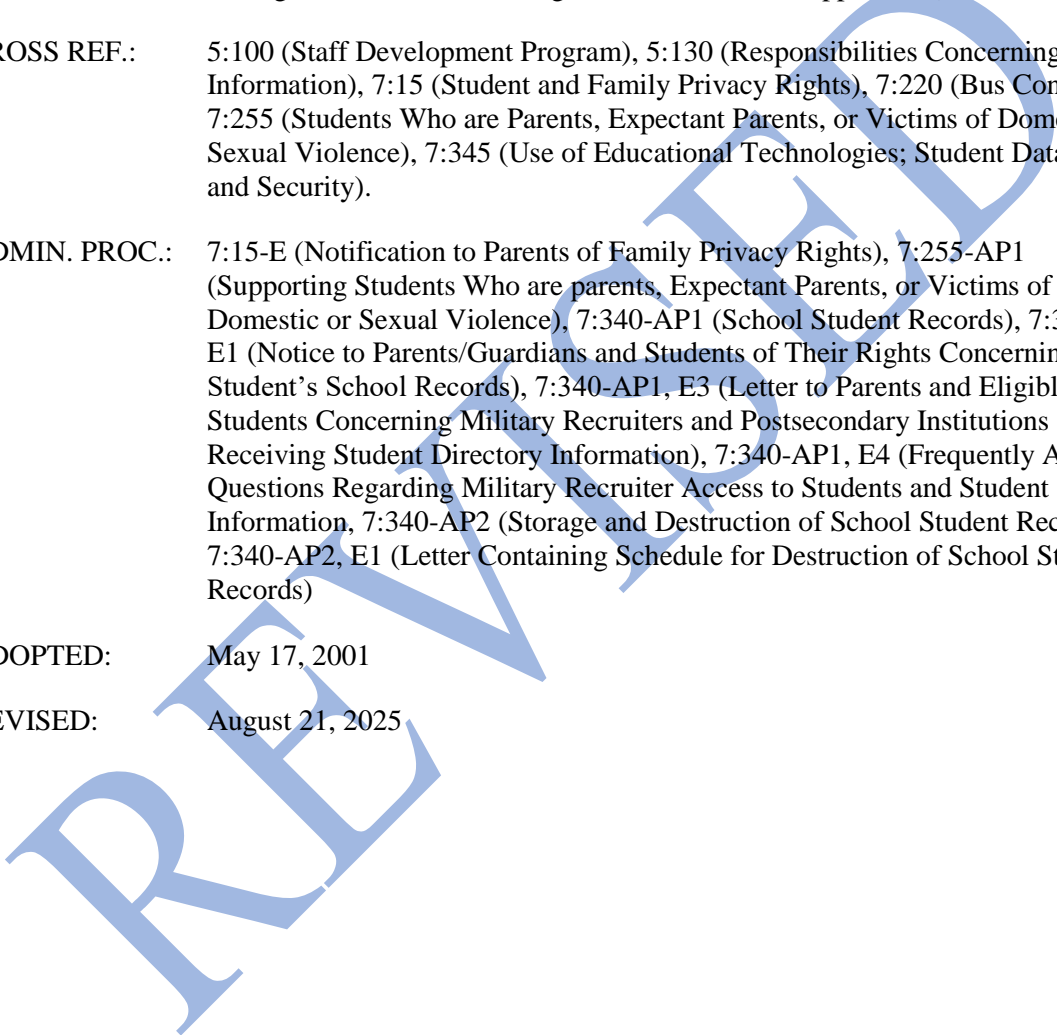 ROSS REF.: 5:100 (Staff Development Program), 5:130 (Responsibilities Concerning
Information), 7:15 (Student and Family Privacy Rights), 7:220 (Bus Con
7:255 (Students Who are Parents, Expectant Parents, or Victims of Dome
Sexual Violence), 7:345 (Use of Educational Technologies; Student Data
and Security).
DMIN. PROC.: 7:15-E (Notification to Parents of Family Privacy Rights), 7:255-AP1
(Supporting Students Who are parents, Expectant Parents, or Victims of
Domestic or Sexual Violence), 7:340-AP1 (School Student Records), 7:3
E1 (Notice to Parents/Guardians and Students of Their Rights Concernin
Student's School Records), 7:340-AP1, E3 (Letter to Parents and Eligibl
Students Concerning Military Recruiters and Postsecondary Institutions
Receiving Student Directory Information), 7:340-AP1, E4 (Frequently A
Questions Regarding Military Recruiter Access to Students and Student
Information, 7:340-AP2 (Storage and Destruction of School Student Rec
7:340-AP2, E1 (Letter Containing Schedule for Destruction of School St
Records)
DOPTED: May 17, 2001
EVISED: August 21, 2025
REVISED